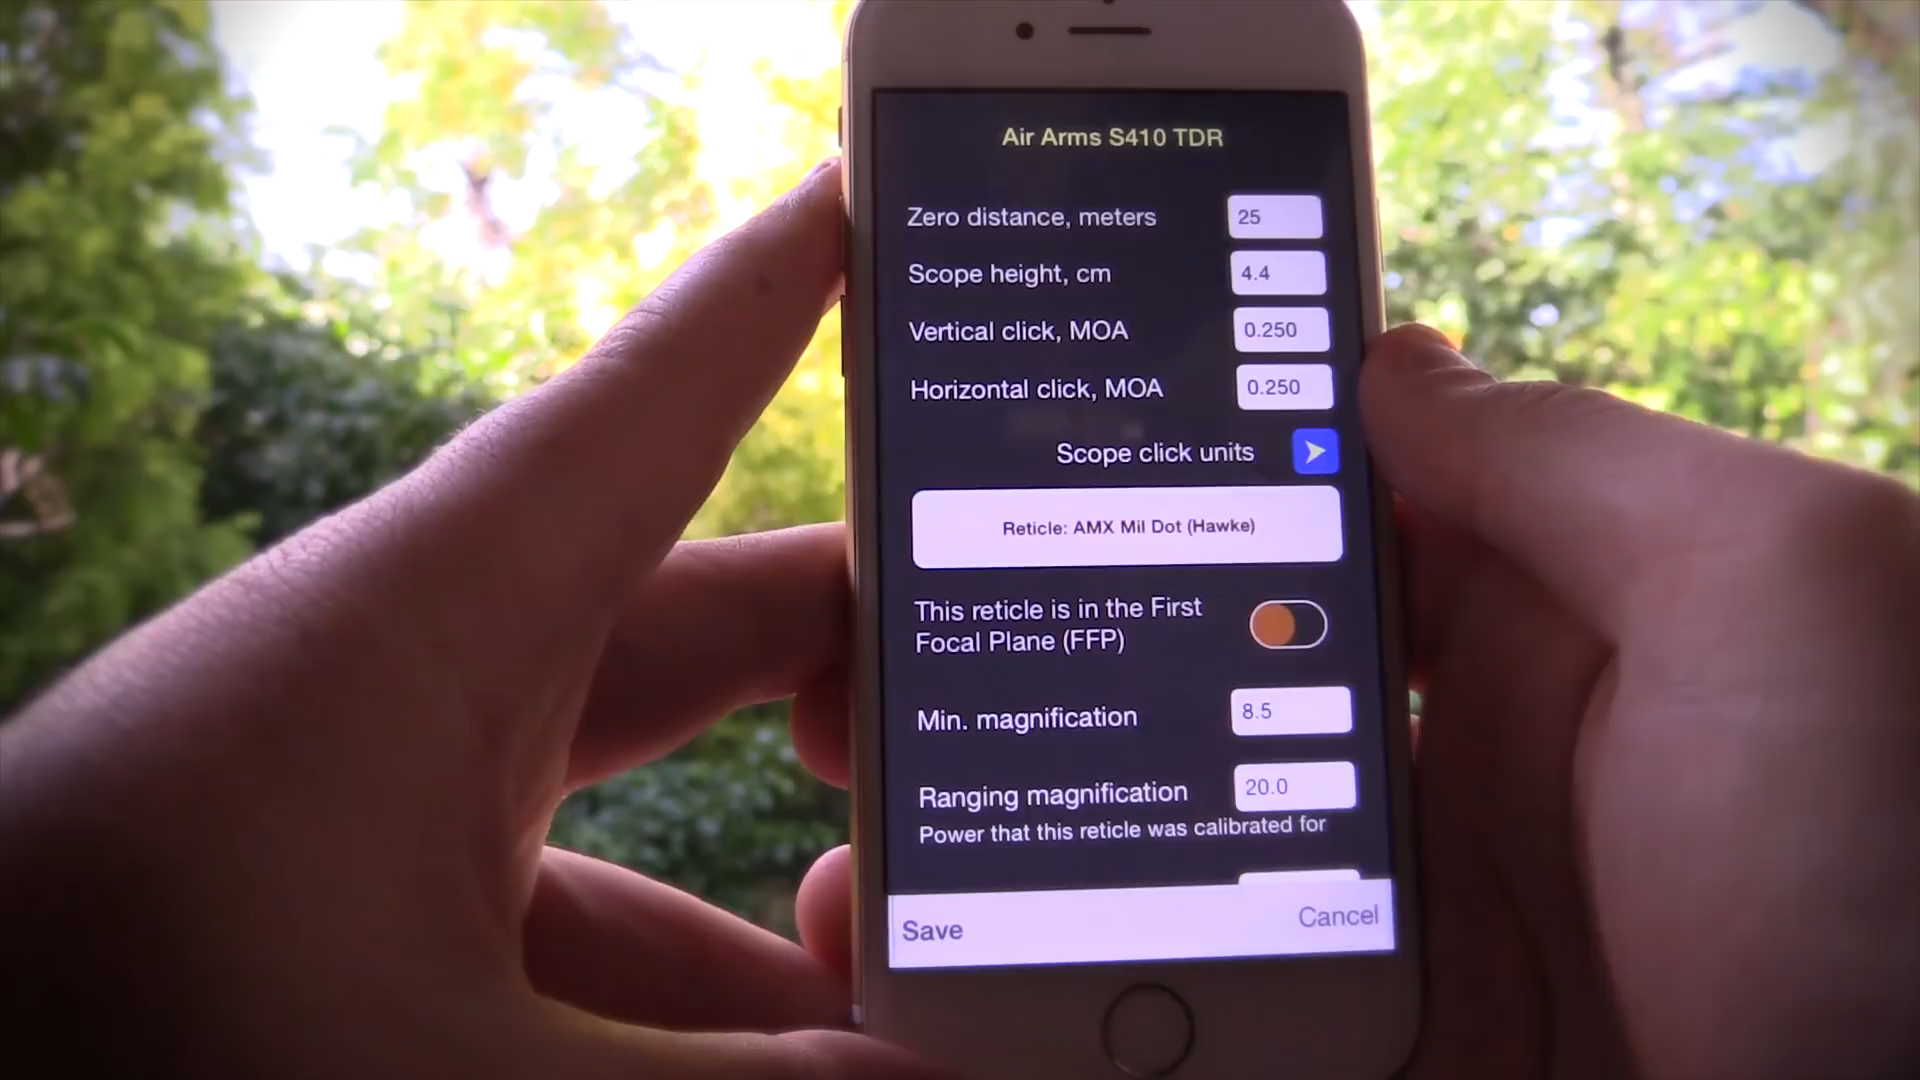 Air Arms S410 TDR
Zero distance, meters 25
Scope height, cm 4.4
Vertical click, MOA 0.250
Horizontal click, MOA 0.250
Scope click units
Reticle: AMX Mil Dot (Hawke)
This reticle is in the First
Focal Plane (FFP)
Min. magnification 8.5
Ranging magnification 20.0
Power that this reticle was calibrated for
Save Cancel